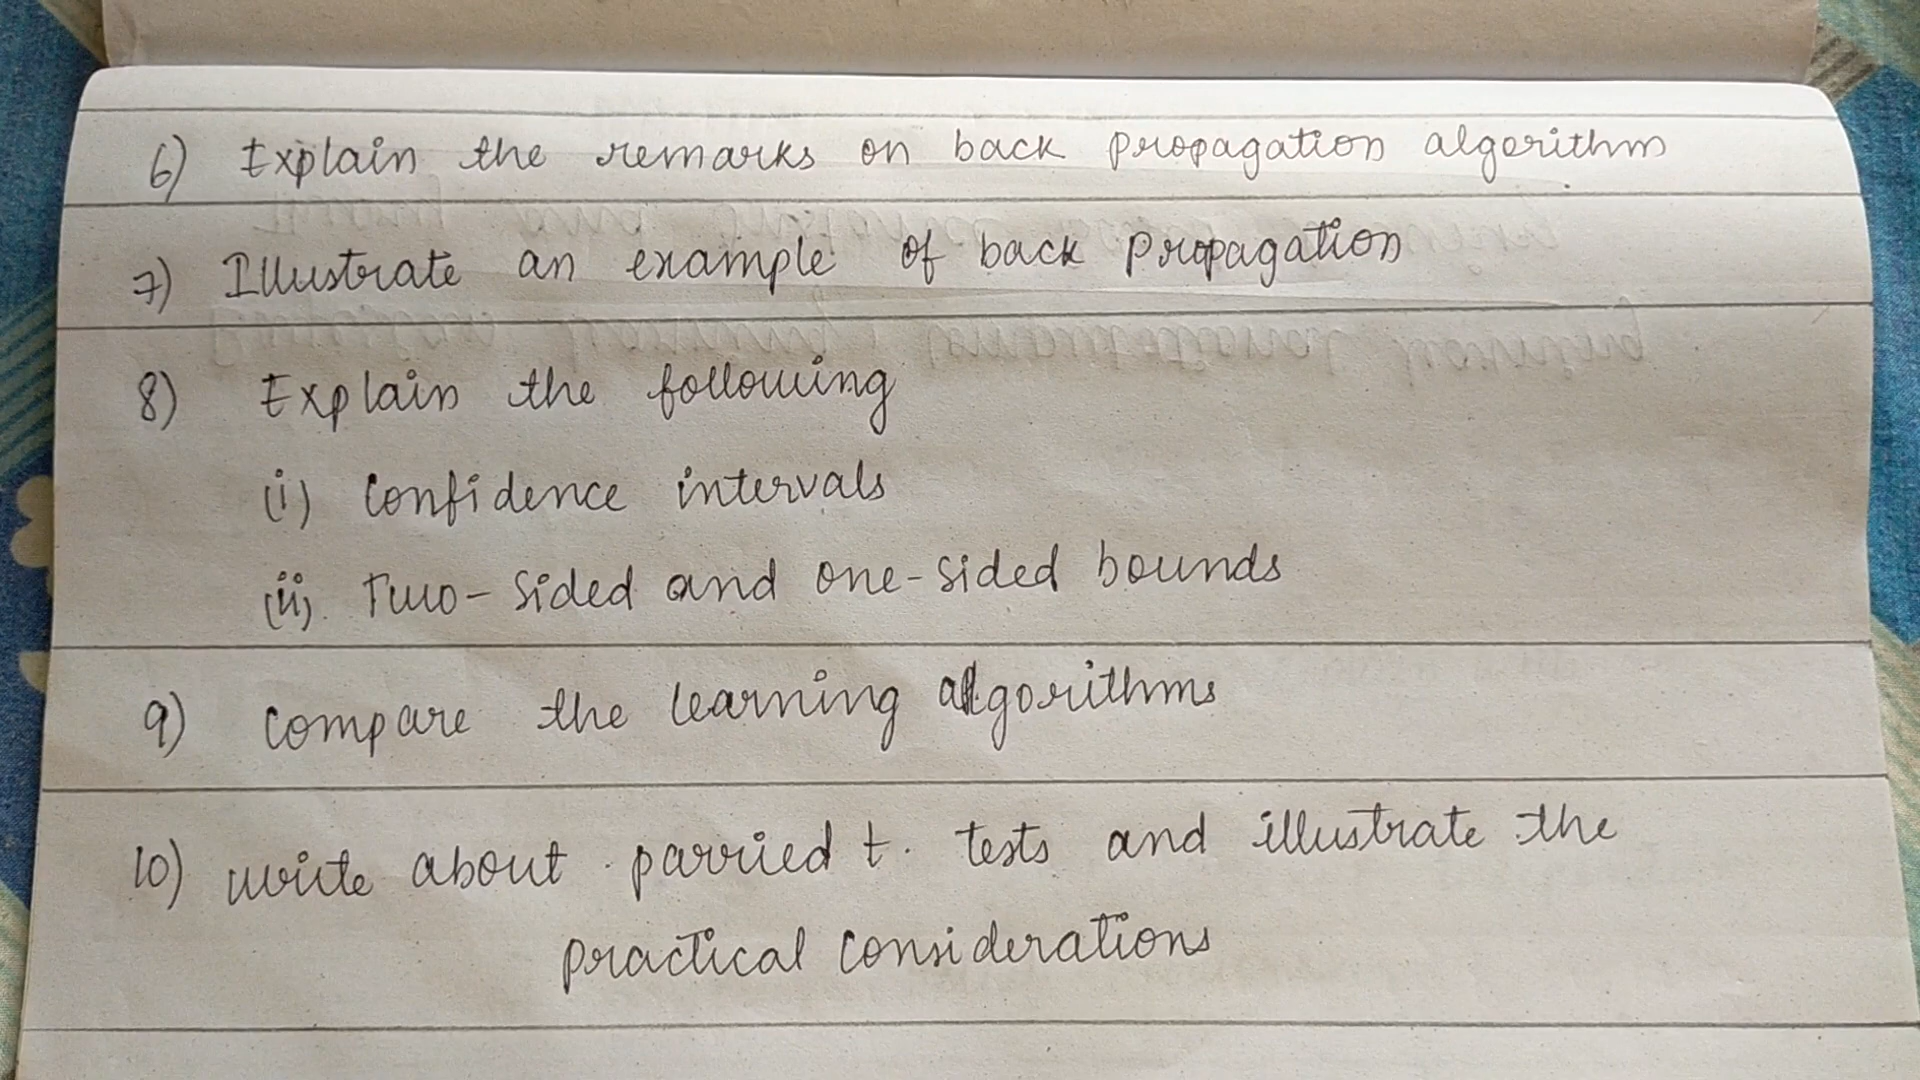 6) Explain the remarks on back propagation algorithm
7) Illustrate an example of back propagation
8) Explain the following
(i) Confidence intervals
(ii) Two-sided and one-sided bounds
9) Compare the learning algorithms
10) write about parried t. tests and illustrate the
practical considerations